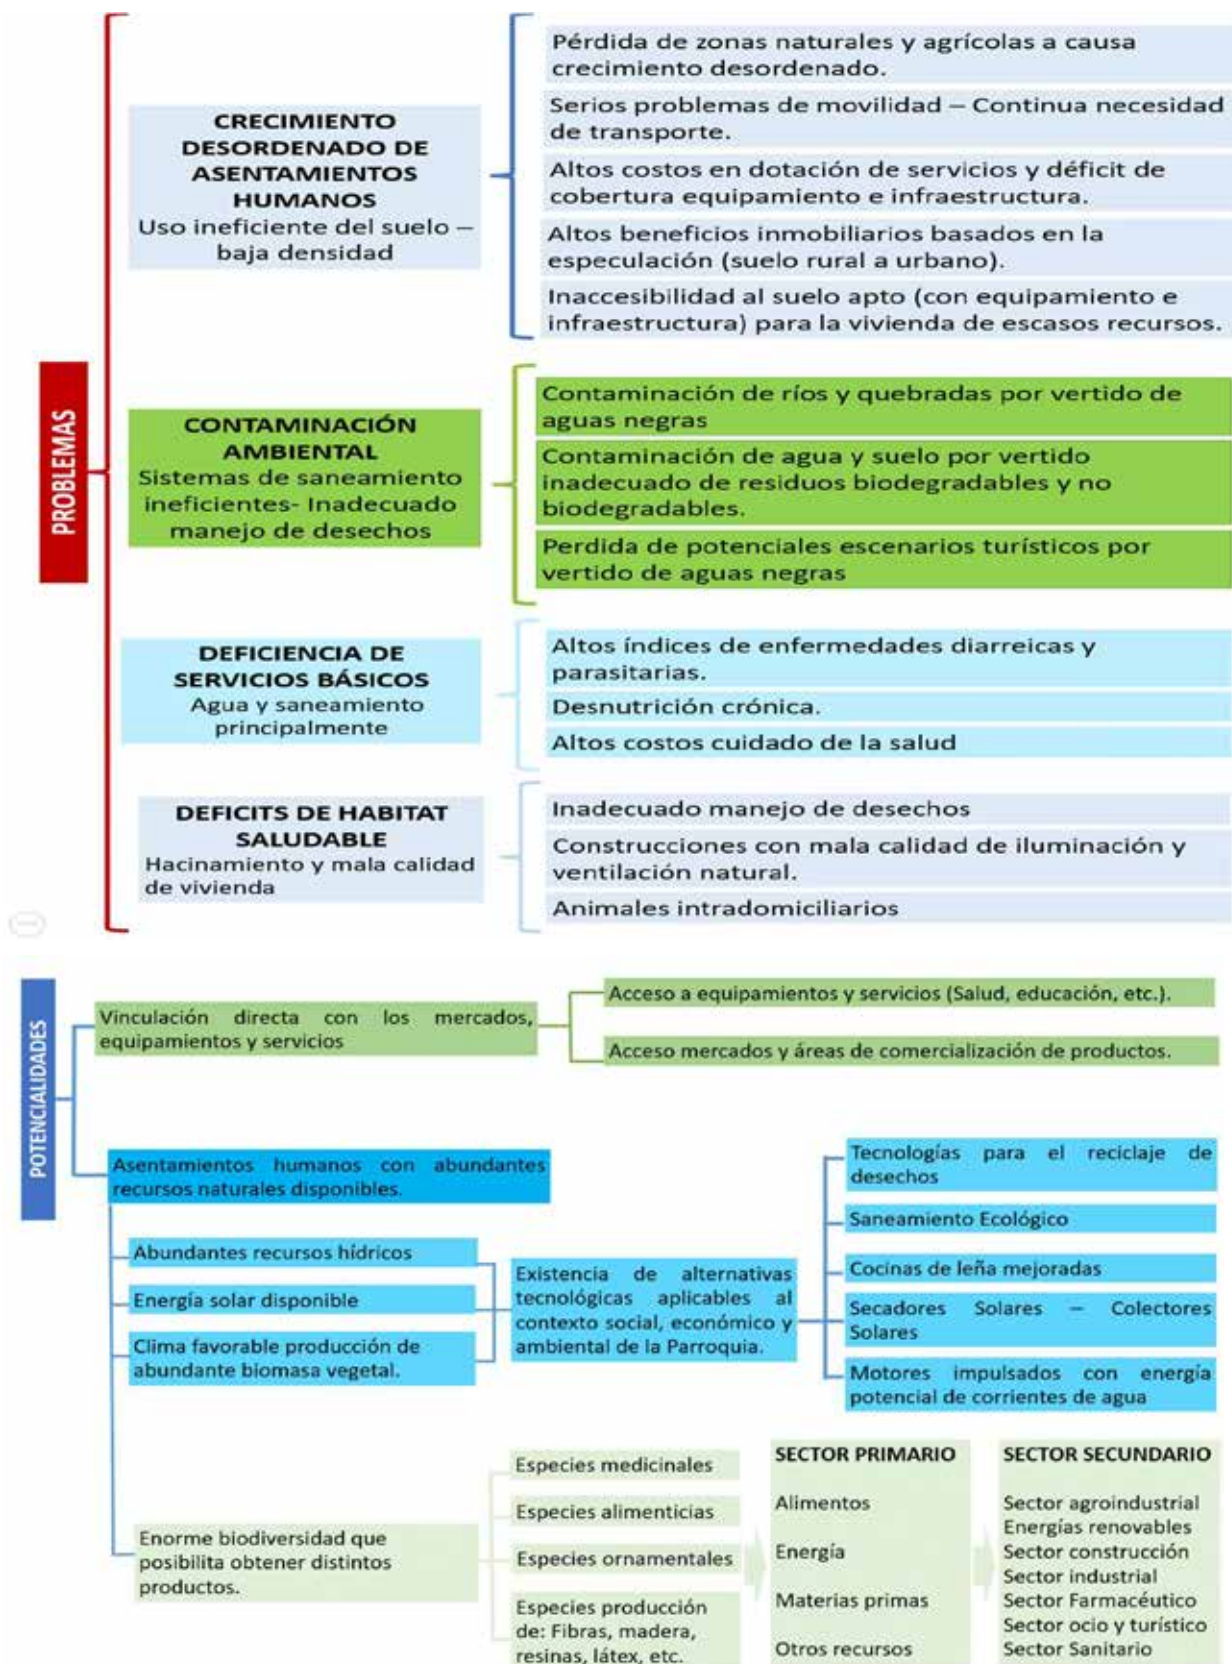 PROBLEMAS
CRECIMIENTO
DESORDENADO DE
ASENTAMIENTOS
HUMANOS
Uso ineficiente del suelo –
baja densidad
Pérdida de zonas naturales y agrícolas a causa
crecimiento desordenado.
Serios problemas de movilidad – Continua necesidad
de transporte.
Altos costos en dotación de servicios y déficit de
cobertura equipamiento e infraestructura.
Altos beneficios inmobiliarios basados en la
especulación (suelo rural a urbano).
Inaccesibilidad al suelo apto (con equipamiento e
infraestructura) para la vivienda de escasos recursos.
CONTAMINACIÓN
AMBIENTAL
Sistemas de saneamiento
ineficientes- Inadecuado
manejo de desechos
Contaminación de ríos y quebradas por vertido de
aguas negras
Contaminación de agua y suelo por vertido
inadecuado de residuos biodegradables y no
biodegradables.
Perdida de potenciales escenarios turísticos por
vertido de aguas negras
DEFICIENCIA DE
SERVICIOS BÁSICOS
Agua y saneamiento
principalmente
Altos índices de enfermedades diarreicas y
parasitarias.
Desnutrición crónica.
Altos costos cuidado de la salud
DEFICITS DE HABITAT
SALUDABLE
Hacinamiento y mala calidad
de vivienda
Inadecuado manejo de desechos
Construcciones con mala calidad de iluminación y
ventilación natural.
Animales intradomiciliarios
POTENCIALIDADES
Vinculación directa con los mercados,
equipamientos y servicios
Acceso a equipamientos y servicios (Salud, educación, etc.).
Acceso mercados y áreas de comercialización de productos.
Asentamientos humanos con abundantes
recursos naturales disponibles.
Abundantes recursos hídricos
Energía solar disponible
Clima favorable producción de
abundante biomasa vegetal.
Existencia de alternativas
tecnológicas aplicables al
contexto social, económico y
ambiental de la Parroquia.
Tecnologías para el reciclaje de
desechos
Saneamiento Ecológico
Cocinas de leña mejoradas
Secadores Solares – Colectores
Solares
Motores impulsados con energía
potencial de corrientes de agua
Enorme biodiversidad que
posibilita obtener distintos
productos.
Especies medicinales
Especies alimenticias
Especies ornamentales
Especies producción
de: Fibras, madera,
resinas, látex, etc.
SECTOR PRIMARIO
Alimentos
Energía
Materias primas
Otros recursos
SECTOR SECUNDARIO
Sector agroindustrial
Energías renovables
Sector construcción
Sector industrial
Sector Farmacéutico
Sector ocio y turístico
Sector Sanitario